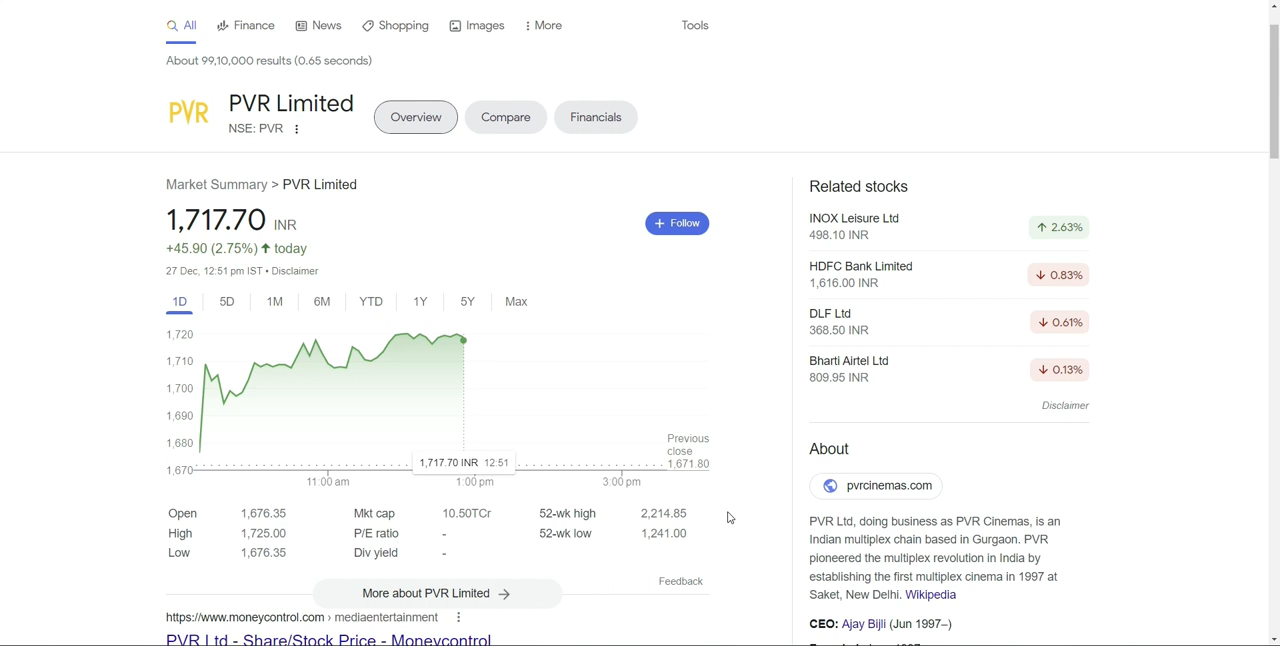 All Finance News Shopping Images More Tools
About 99,10,000 results (0.65 seconds)
PVR
PVR Limited
NSE: PVR
Overview Compare Financials
Market Summary > PVR Limited
1,717.70 INR
+ Follow
+45.90 (2.75%) ↑ today
27 Dec, 12:51 pm IST • Disclaimer
1D 5D 1M 6M YTD 1Y 5Y Max
1,720
1,710
1,700
1,690
1,680
1,670
Previous
close
1,671.80
1,717.70 INR 12:51
11:00 am 1:00 pm 3:00 pm
Open 1,676.35 Mkt cap 10.50TCr 52-wk high 2,214.85
High 1,725.00 P/E ratio - 52-wk low 1,241.00
Low 1,676.35 Div yield -
Feedback
More about PVR Limited →
https://www.moneycontrol.com › mediaentertainment
PVR Ltd - Share/Stock Price - Moneycontrol
Related stocks
INOX Leisure Ltd
498.10 INR
↑ 2.63%
HDFC Bank Limited
1,616.00 INR
↓ 0.83%
DLF Ltd
368.50 INR
↓ 0.61%
Bharti Airtel Ltd
809.95 INR
↓ 0.13%
Disclaimer
About
pvrcinemas.com
PVR Ltd, doing business as PVR Cinemas, is an
Indian multiplex chain based in Gurgaon. PVR
pioneered the multiplex revolution in India by
establishing the first multiplex cinema in 1997 at
Saket, New Delhi. Wikipedia
CEO: Ajay Bijli (Jun 1997–)